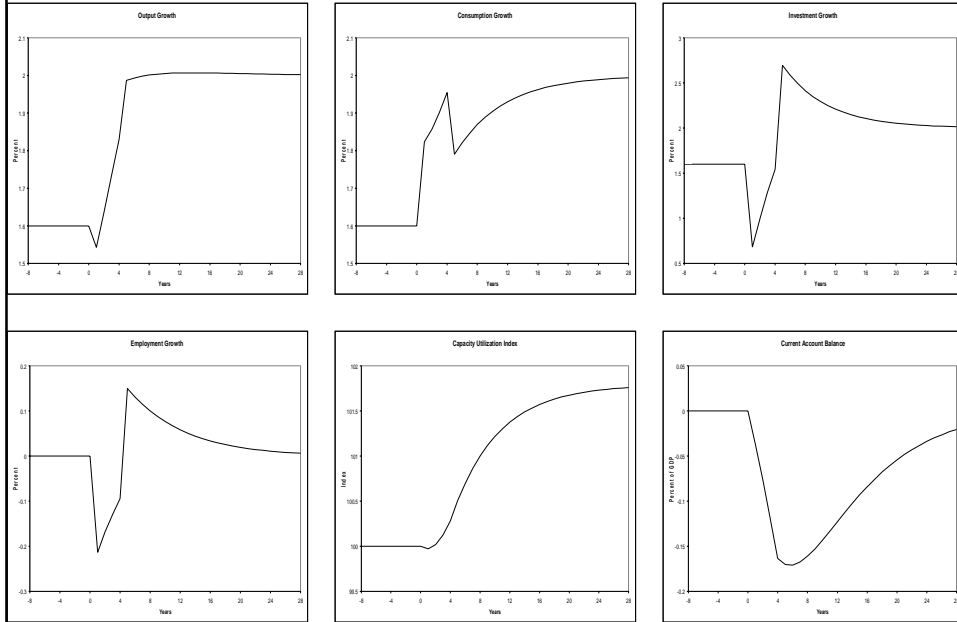 Output Growth
Percent
2.1
2
1.9
1.8
1.7
1.6
1.5
-8 -4 0 4 8 12 16 20 24 28
Years
Consumption Growth
Percent
2.1
2
1.9
1.8
1.7
1.6
1.5
-8 -4 0 4 8 12 16 20 24 28
Years
Investment Growth
Percent
3
2.5
2
1.5
1
0.5
-8 -4 0 4 8 12 16 20 24 28
Years
Employment Growth
Percent
0.2
0.1
0
-0.1
-0.2
-0.3
-8 -4 0 4 8 12 16 20 24 28
Years
Capacity Utilization Index
Index
102
101.5
101
100.5
100
99.5
-8 -4 0 4 8 12 16 20 24 28
Years
Current Account Balance
Percent of GDP
0.05
0
-0.05
-0.1
-0.15
-0.2
-8 -4 0 4 8 12 16 20 24 28
Years